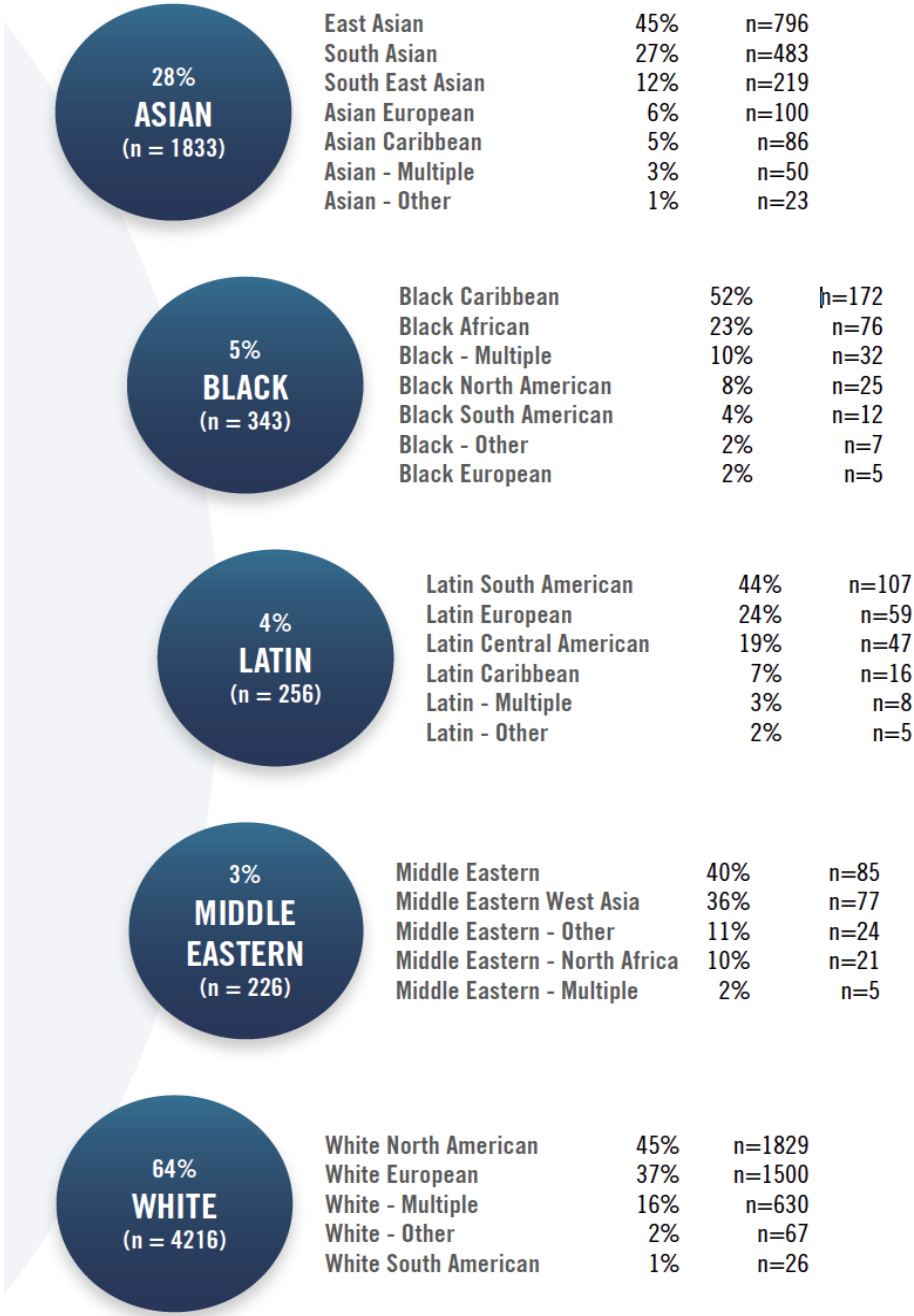 28%
ASIAN
(n = 1833)
East Asian 45% n=796
South Asian 27% n=483
South East Asian 12% n=219
Asian European 6% n=100
Asian Caribbean 5% n=86
Asian - Multiple 3% n=50
Asian - Other 1% n=23
5%
BLACK
(n = 343)
Black Caribbean 52% n=172
Black African 23% n=76
Black - Multiple 10% n=32
Black North American 8% n=25
Black South American 4% n=12
Black - Other 2% n=7
Black European 2% n=5
4%
LATIN
(n = 256)
Latin South American 44% n=107
Latin European 24% n=59
Latin Central American 19% n=47
Latin Caribbean 7% n=16
Latin - Multiple 3% n=8
Latin - Other 2% n=5
3%
MIDDLE
EASTERN
(n = 226)
Middle Eastern 40% n=85
Middle Eastern West Asia 36% n=77
Middle Eastern - Other 11% n=24
Middle Eastern - North Africa 10% n=21
Middle Eastern - Multiple 2% n=5
64%
WHITE
(n = 4216)
White North American 45% n=1829
White European 37% n=1500
White - Multiple 16% n=630
White - Other 2% n=67
White South American 1% n=26